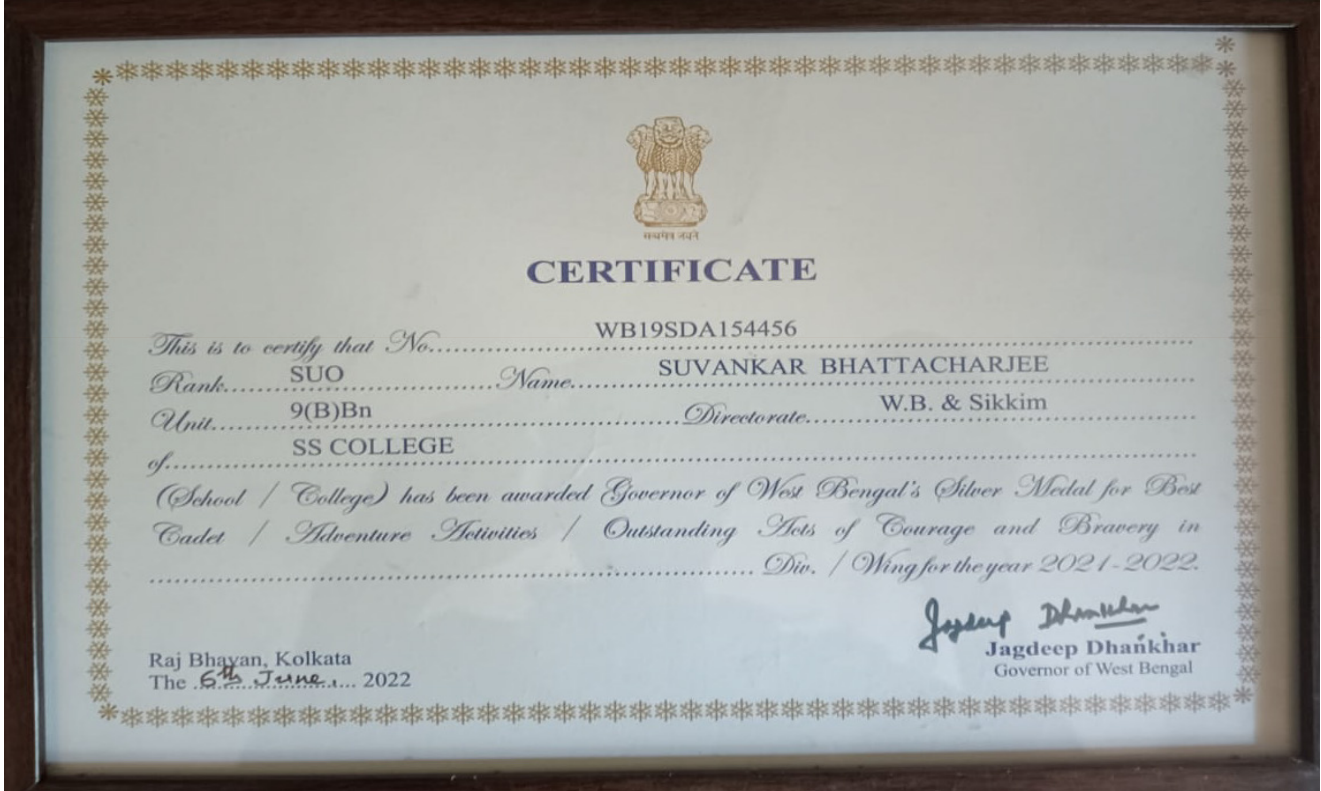 सत्यमेव जयते
CERTIFICATE
This is to certify that No. WB19SDA154456
Rank SUO Name SUVANKAR BHATTACHARJEE
Unit 9(B)Bn Directorate W.B. & Sikkim
of SS COLLEGE
(School / College) has been awarded Governor of West Bengal's Silver Medal for Best
Cadet / Adventure Activities / Outstanding Acts of Courage and Bravery in
Div. / Wing for the year 2021-2022.
Jagdeep Dhankhar
Jagdeep Dhankhar
Governor of West Bengal
Raj Bhavan, Kolkata
The 6th June, 2022